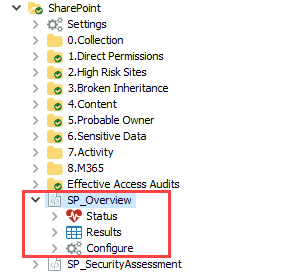 SharePoint
Settings
0.Collection
1.Direct Permissions
2.High Risk Sites
3.Broken Inheritance
4.Content
5.Probable Owner
6.Sensitive Data
7.Activity
8.M365
Effective Access Audits
SP_Overview
Status
Results
Configure
SP_SecurityAssessment